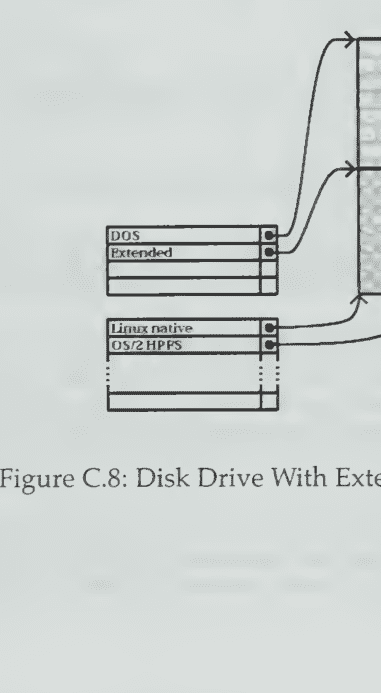 DOS
Extended
Linux native
OS/2 HPFS
Figure C.8: Disk Drive With Exte